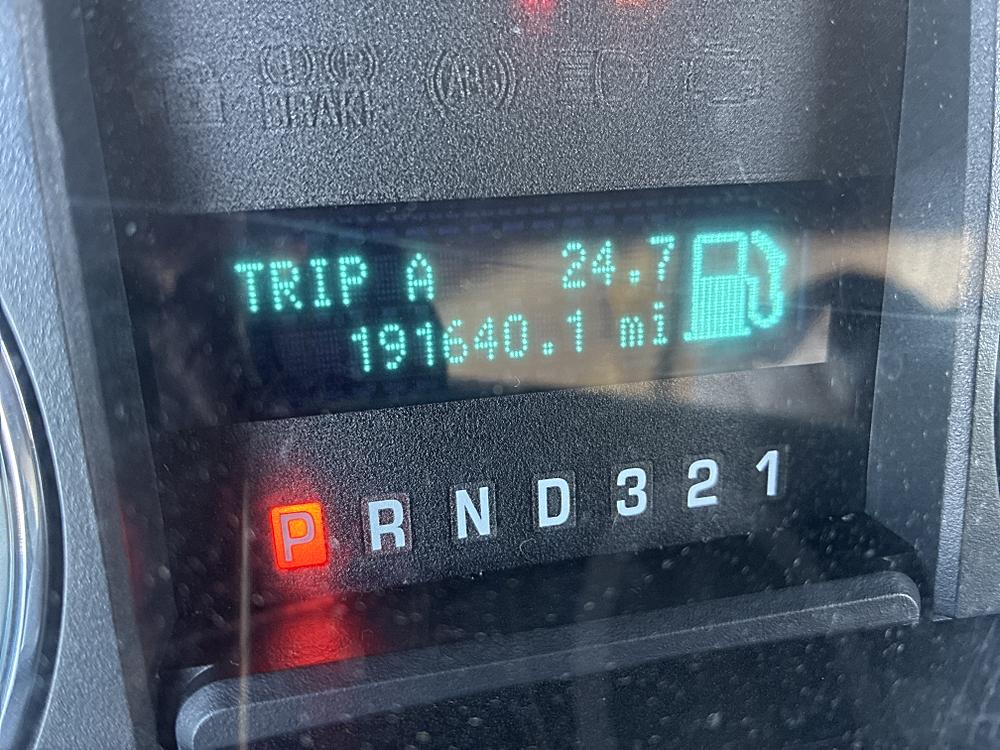 BRAKE
(ABS)
TRIP A 24.7
191640.1 mi
P R N D 3 2 1